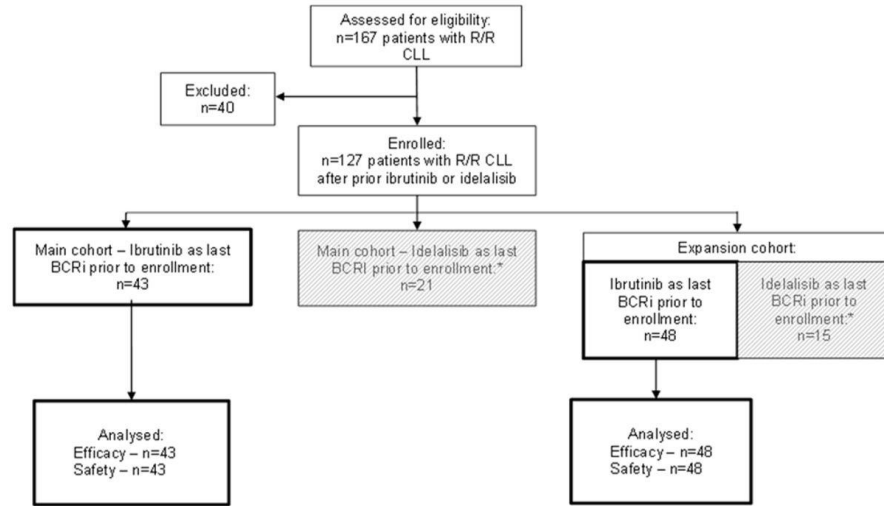 Assessed for eligibility:
n=167 patients with R/R
CLL
Excluded:
n=40
Enrolled:
n=127 patients with R/R CLL
after prior ibrutinib or idelalisib
Main cohort – Ibrutinib as last
BCRi prior to enrollment:
n=43
Main cohort – Idelalisib as last
BCRI prior to enrollment:*
n=21
Expansion cohort:
Ibrutinib as last
BCRi prior to
enrollment:
n=48
Idelalisib as last
BCRi prior to
enrollment:*
n=15
Analysed:
Efficacy – n=43
Safety – n=43
Analysed:
Efficacy – n=48
Safety – n=48